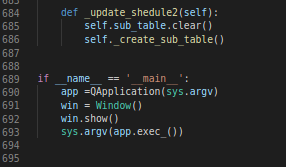 683
684 def _update_shedule2(self):
685 self.sub_table.clear()
686 self._create_sub_table()
687
688
689 if __name__ == '__main__':
690 app =QApplication(sys.argv)
691 win = Window()
692 win.show()
693 sys.argv(app.exec_())
694
695